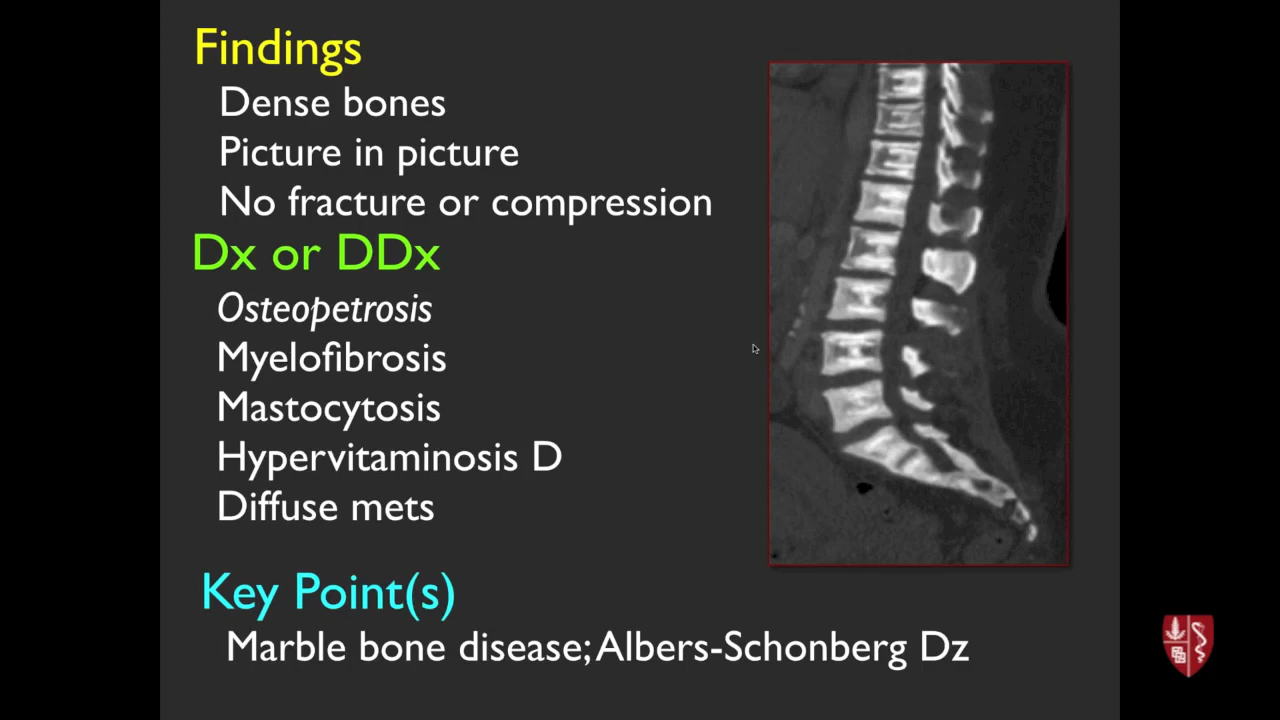 Findings
Dense bones
Picture in picture
No fracture or compression
Dx or DDx
Osteopetrosis
Myelofibrosis
Mastocytosis
Hypervitaminosis D
Diffuse mets
Key Point(s)
Marble bone disease; Albers-Schonberg Dz